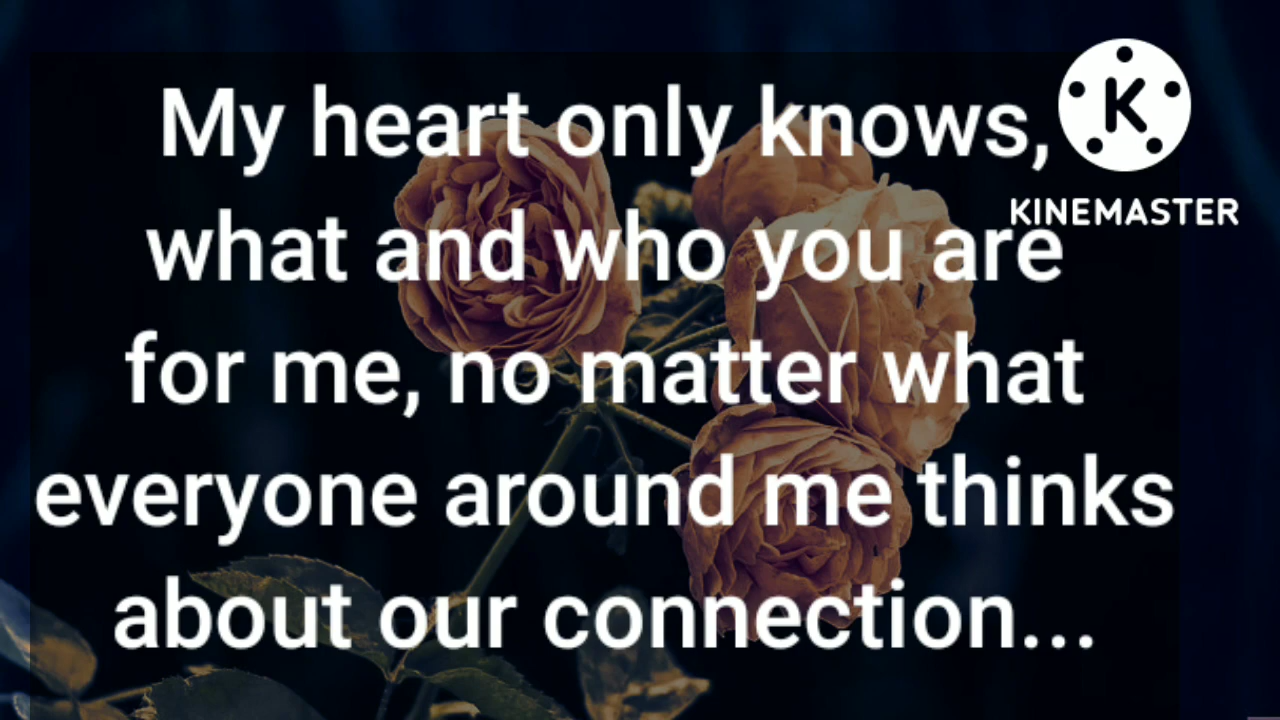 My heart only knows,
what and who you are
for me, no matter what
everyone around me thinks
about our connection...
K
KINEMASTER